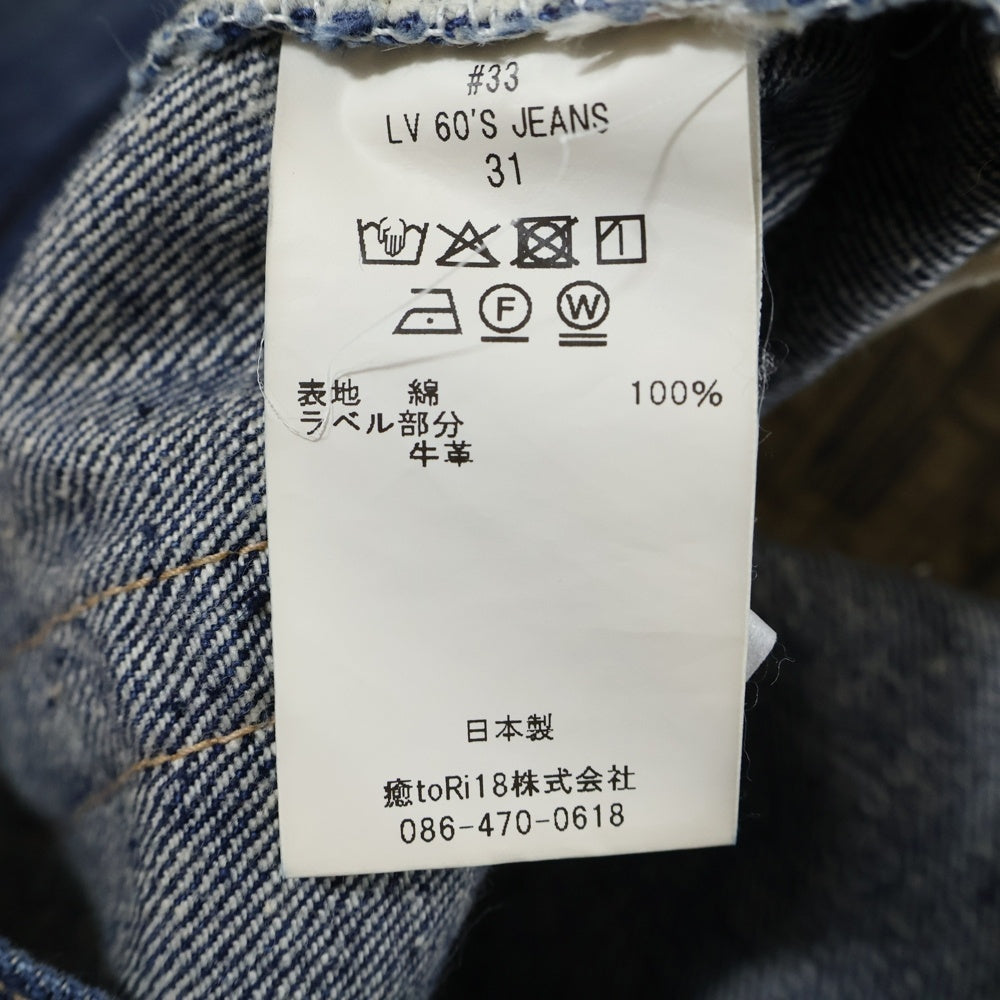 #33
LV 60'S JEANS
31
F W
表地 綿 100%
ラベル部分
牛革
日本製
癒toRi18株式会社
086-470-0618